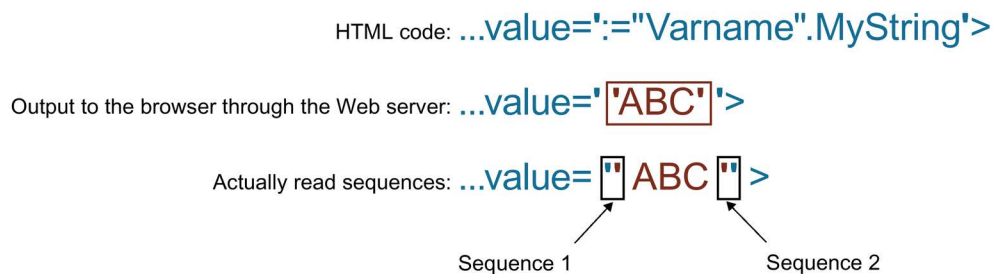 HTML code: ...value=':="Varname".MyString'>
Output to the browser through the Web server: ...value=' 'ABC' '>
Actually read sequences: ...value= '' ABC '' >
Sequence 1 Sequence 2